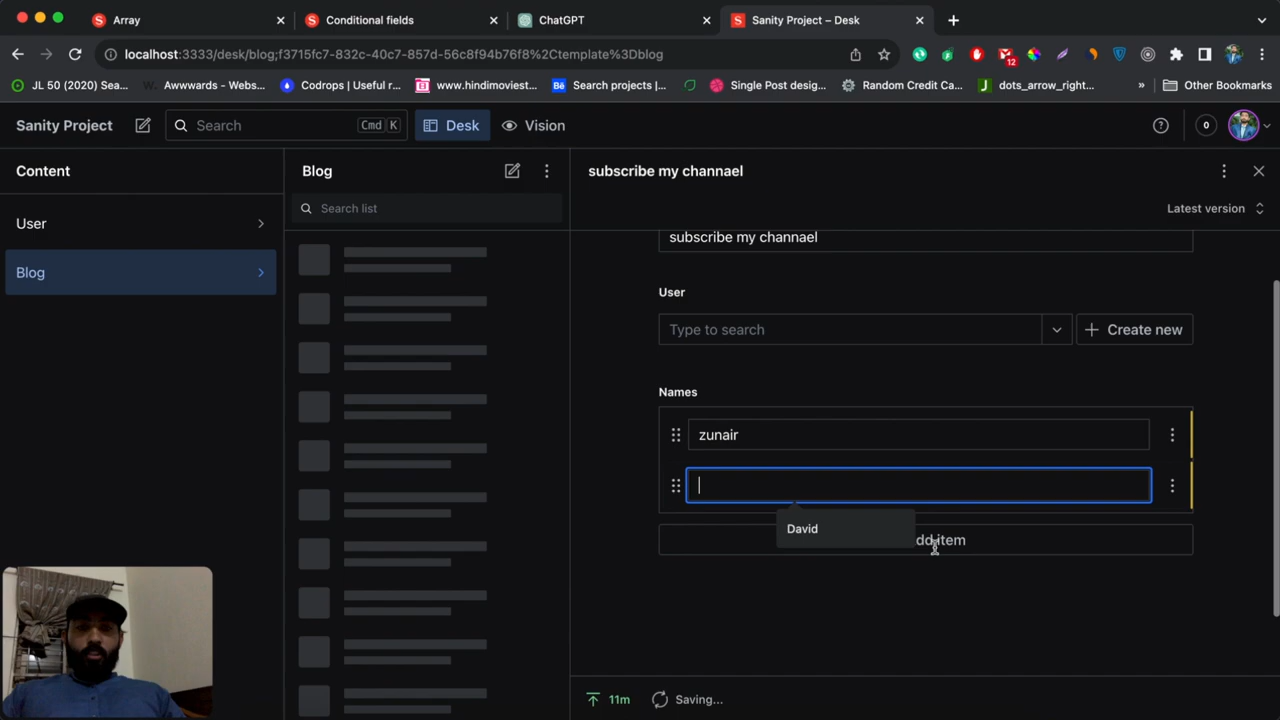 Array
Conditional fields
ChatGPT
Sanity Project – Desk
localhost:3333/desk/blog;f3715fc7-832c-40c7-857d-56c8f94b76f8%2Ctemplate%3Dblog
12
JL 50 (2020) Sea...
Awwwards - Webs...
Codrops | Useful r...
www.hindimoviest...
Search projects |...
Single Post desig...
Random Credit Ca...
dots_arrow_right...
»
Other Bookmarks
Sanity Project
Search
Cmd K
Desk
Vision
0
Content
Blog
subscribe my channael
User
Search list
Latest version
Blog
subscribe my channael
User
Type to search
Create new
Names
zunair
David
dd item
11m
Saving...